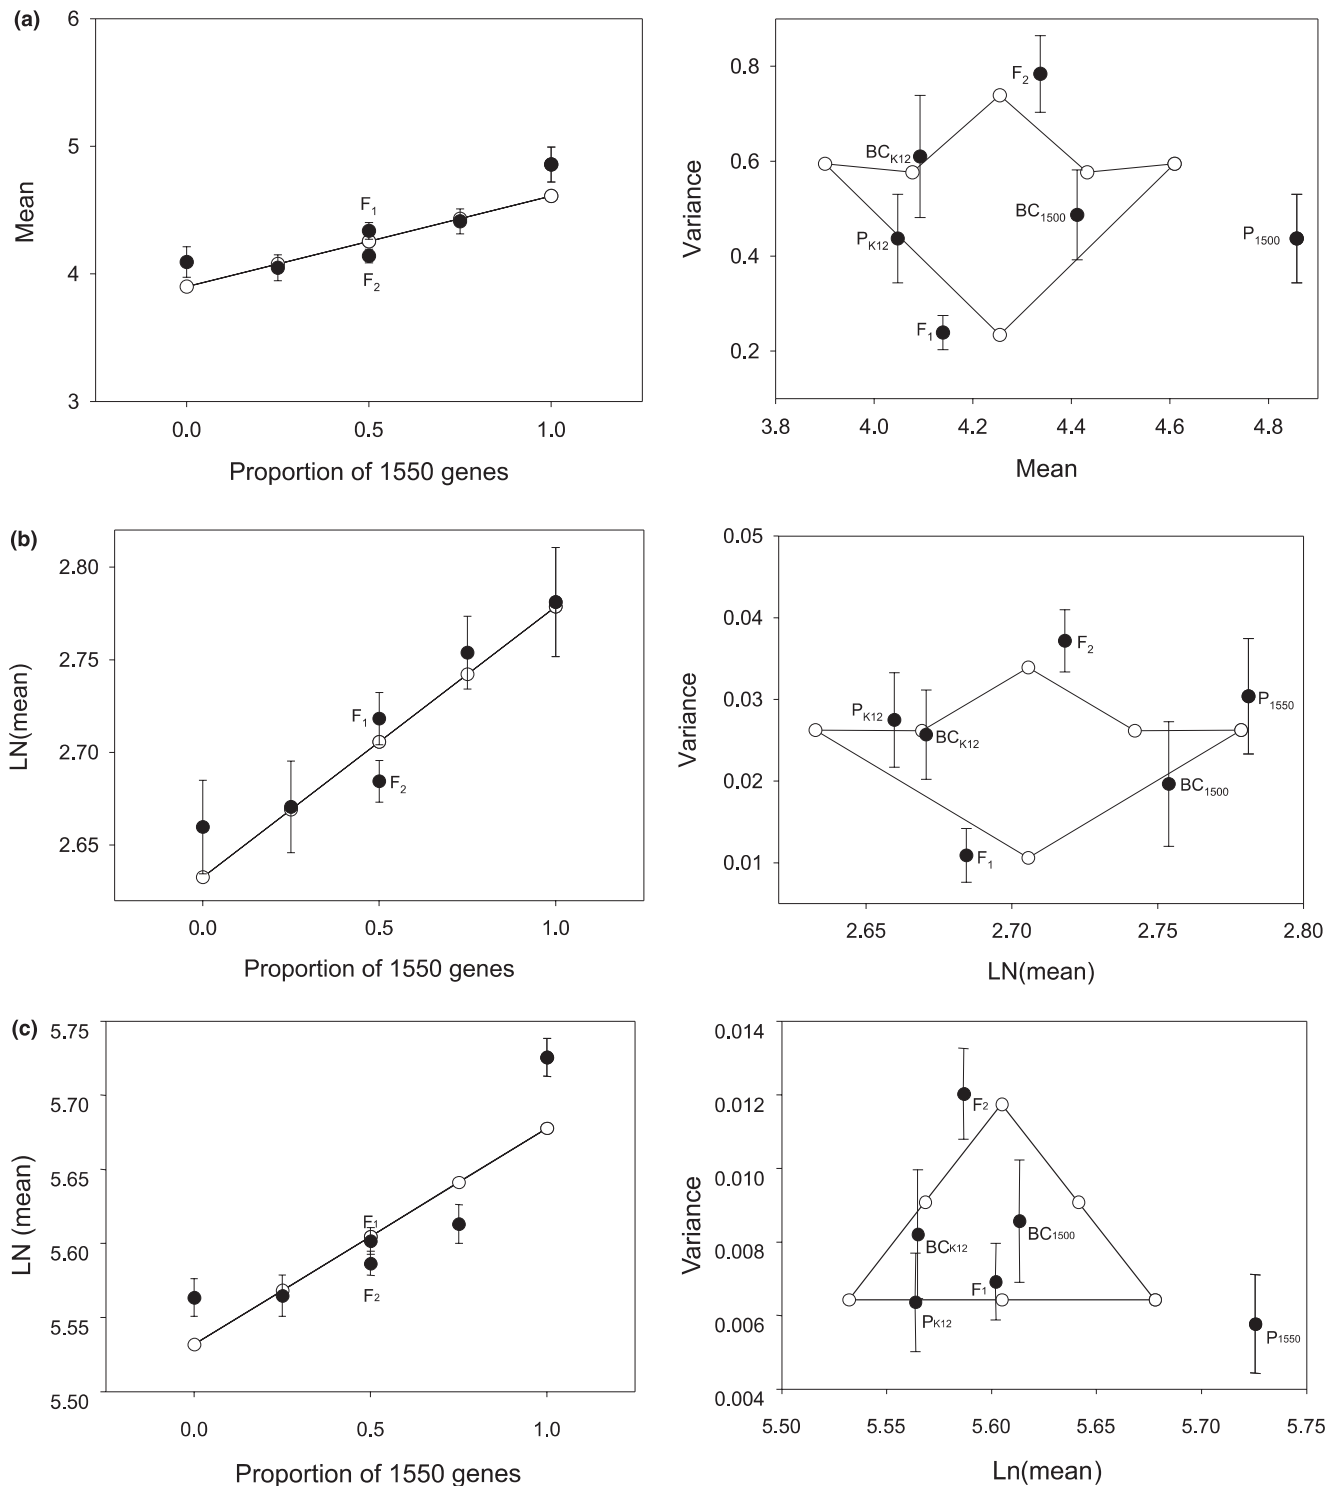 (a)
6
5
4
3
Mean
F1
F2
0.0
0.5
1.0
Proportion of 1550 genes
0.8
0.6
0.4
0.2
Variance
F2
BCK12
BC1500
PK12
P1500
F1
3.8
4.0
4.2
4.4
4.6
4.8
Mean
(b)
2.80
2.75
2.70
2.65
LN(mean)
F1
F2
0.0
0.5
1.0
Proportion of 1550 genes
0.05
0.04
0.03
0.02
0.01
Variance
F2
PK12
P1550
BCK12
BC1500
F1
2.65
2.70
2.75
2.80
LN(mean)
(c)
5.75
5.70
5.65
5.60
5.55
5.50
LN (mean)
F1
F2
0.0
0.5
1.0
Proportion of 1550 genes
0.014
0.012
0.010
0.008
0.006
0.004
Variance
F2
BCK12
BC1500
F1
PK12
P1550
5.50
5.55
5.60
5.65
5.70
5.75
Ln(mean)